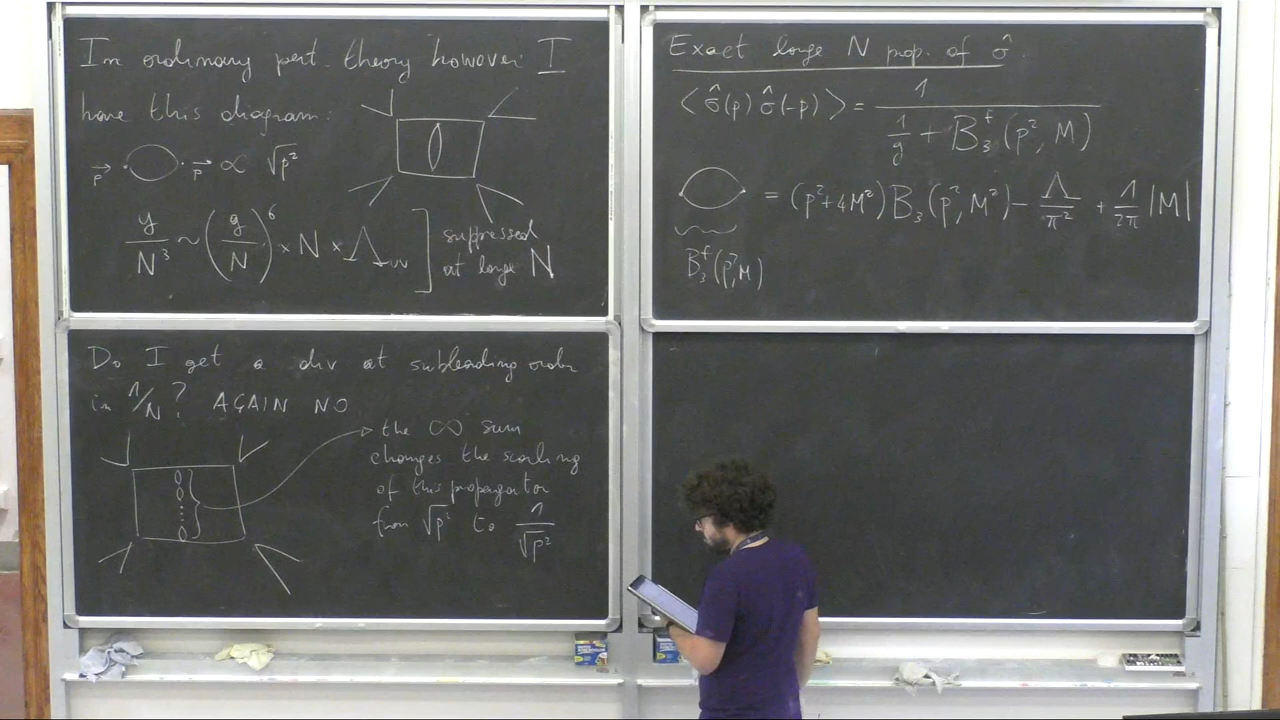 In ordinary pert. theory however I
have this diagram:
p → → p ∝ √p²
y/N³ ~ (g/N)⁶ × N × Λ_UV ] suppressed
at large N
Do I get a div at subleading order
in 1/N? AGAIN NO
the ∞ sum
changes the scaling
of this propagator
from √p² to 1/√p²
Exact large N prop. of σ̂
<σ̂(p) σ̂(-p)> = 1/(1/g + B₃ᶠ(p², M))
= (p²+4M²) B₃(p², M²) - Λ/π² + 1/2π |M|
B₃ᶠ(p², M)